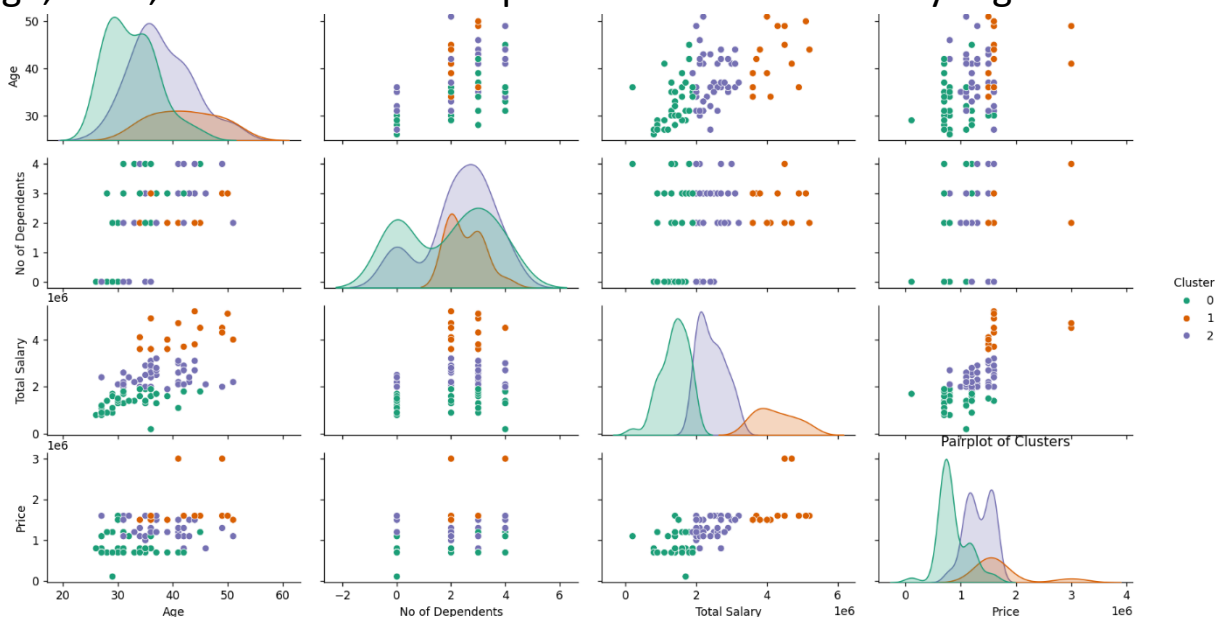 50
40
30
Age
4
3
2
1
0
No of Dependents
1e6
4
2
0
Total Salary
1e6
3
2
1
0
Price
20 30 40 50 60
Age
−2 0 2 4 6
No of Dependents
0 2 4 6
1e6
Total Salary
Pairplot of Clusters
0 1 2 3 4
1e6
Price
Cluster
0
1
2